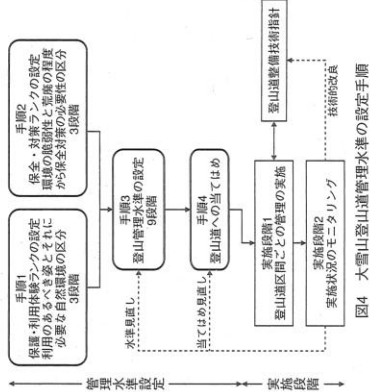 手順1
保護・利用体験ランクの設定
利用のあるべき姿とそれに
必要な自然環境の区分
3段階
手順2
保全・対策ランクの設定
環境の脆弱性と荒廃の程度
から保全対策の必要性の区分
3段階
手順3
登山管理水準の設定
9段階
手順4
登山道への当てはめ
水準見直し
当てはめ見直し
管理水準設定
実施段階1
登山道区間ごとの管理の実施
登山道整備技術指針
実施段階2
実施状況のモニタリング
技術的改良
実施段階
図4 大雪山登山道管理水準の設定手順